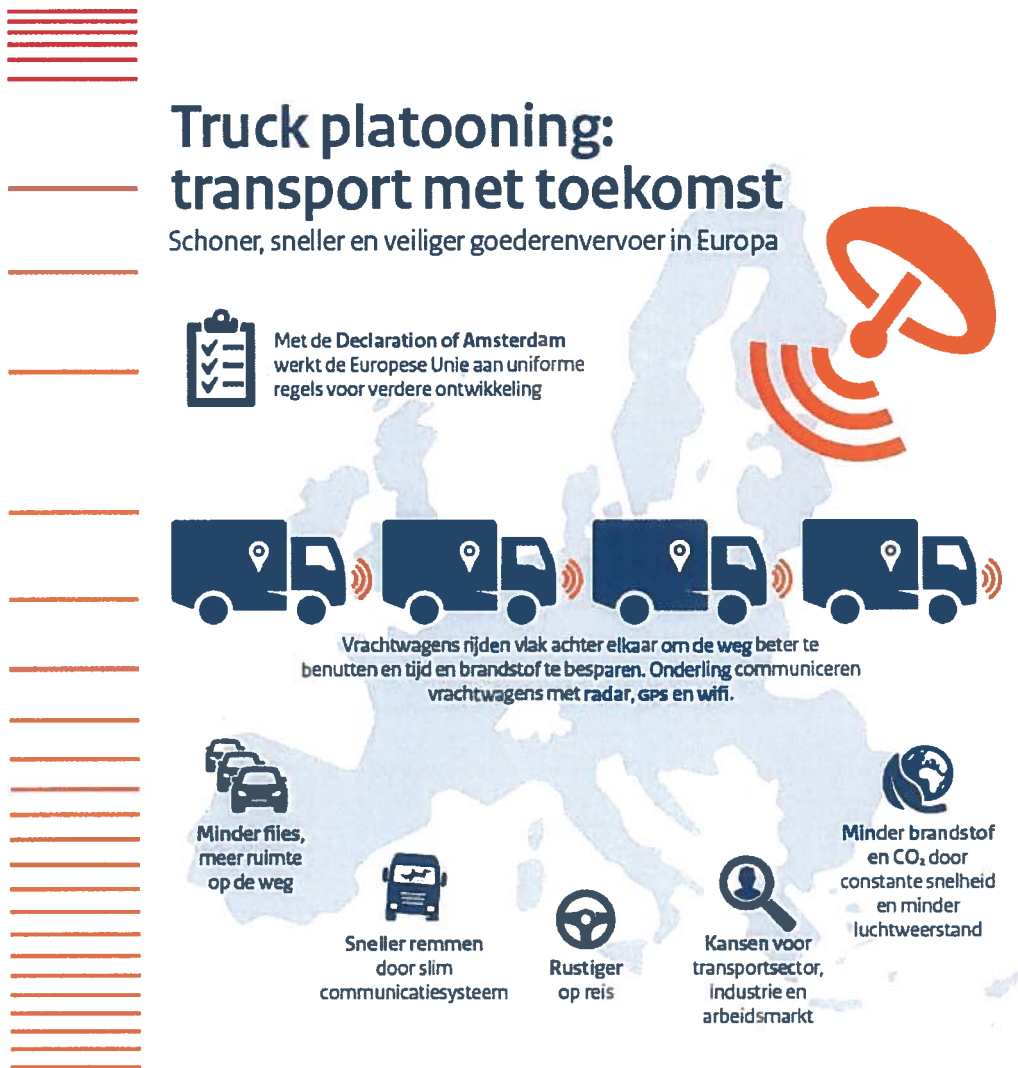 Truck platooning:
transport met toekomst
Schoner, sneller en veiliger goederenvervoer in Europa
Met de Declaration of Amsterdam
werkt de Europese Unie aan uniforme
regels voor verdere ontwikkeling
Vrachtwagens rijden vlak achter elkaar om de weg beter te
benutten en tijd en brandstof te besparen. Onderling communiceren
vrachtwagens met radar, GPS en wifi.
Minder files,
meer ruimte
op de weg
Sneller remmen
door slim
communicatiesysteem
Rustiger
op reis
Kansen voor
transportsector,
industrie en
arbeidsmarkt
Minder brandstof
en CO₂ door
constante snelheid
en minder
luchtweerstand